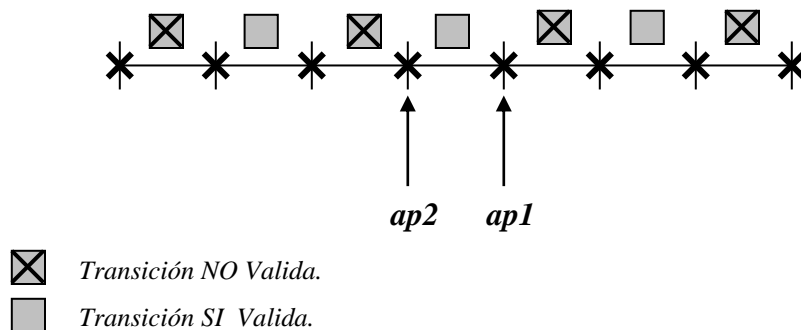 ap2 ap1
Transición NO Valida.
Transición SI Valida.